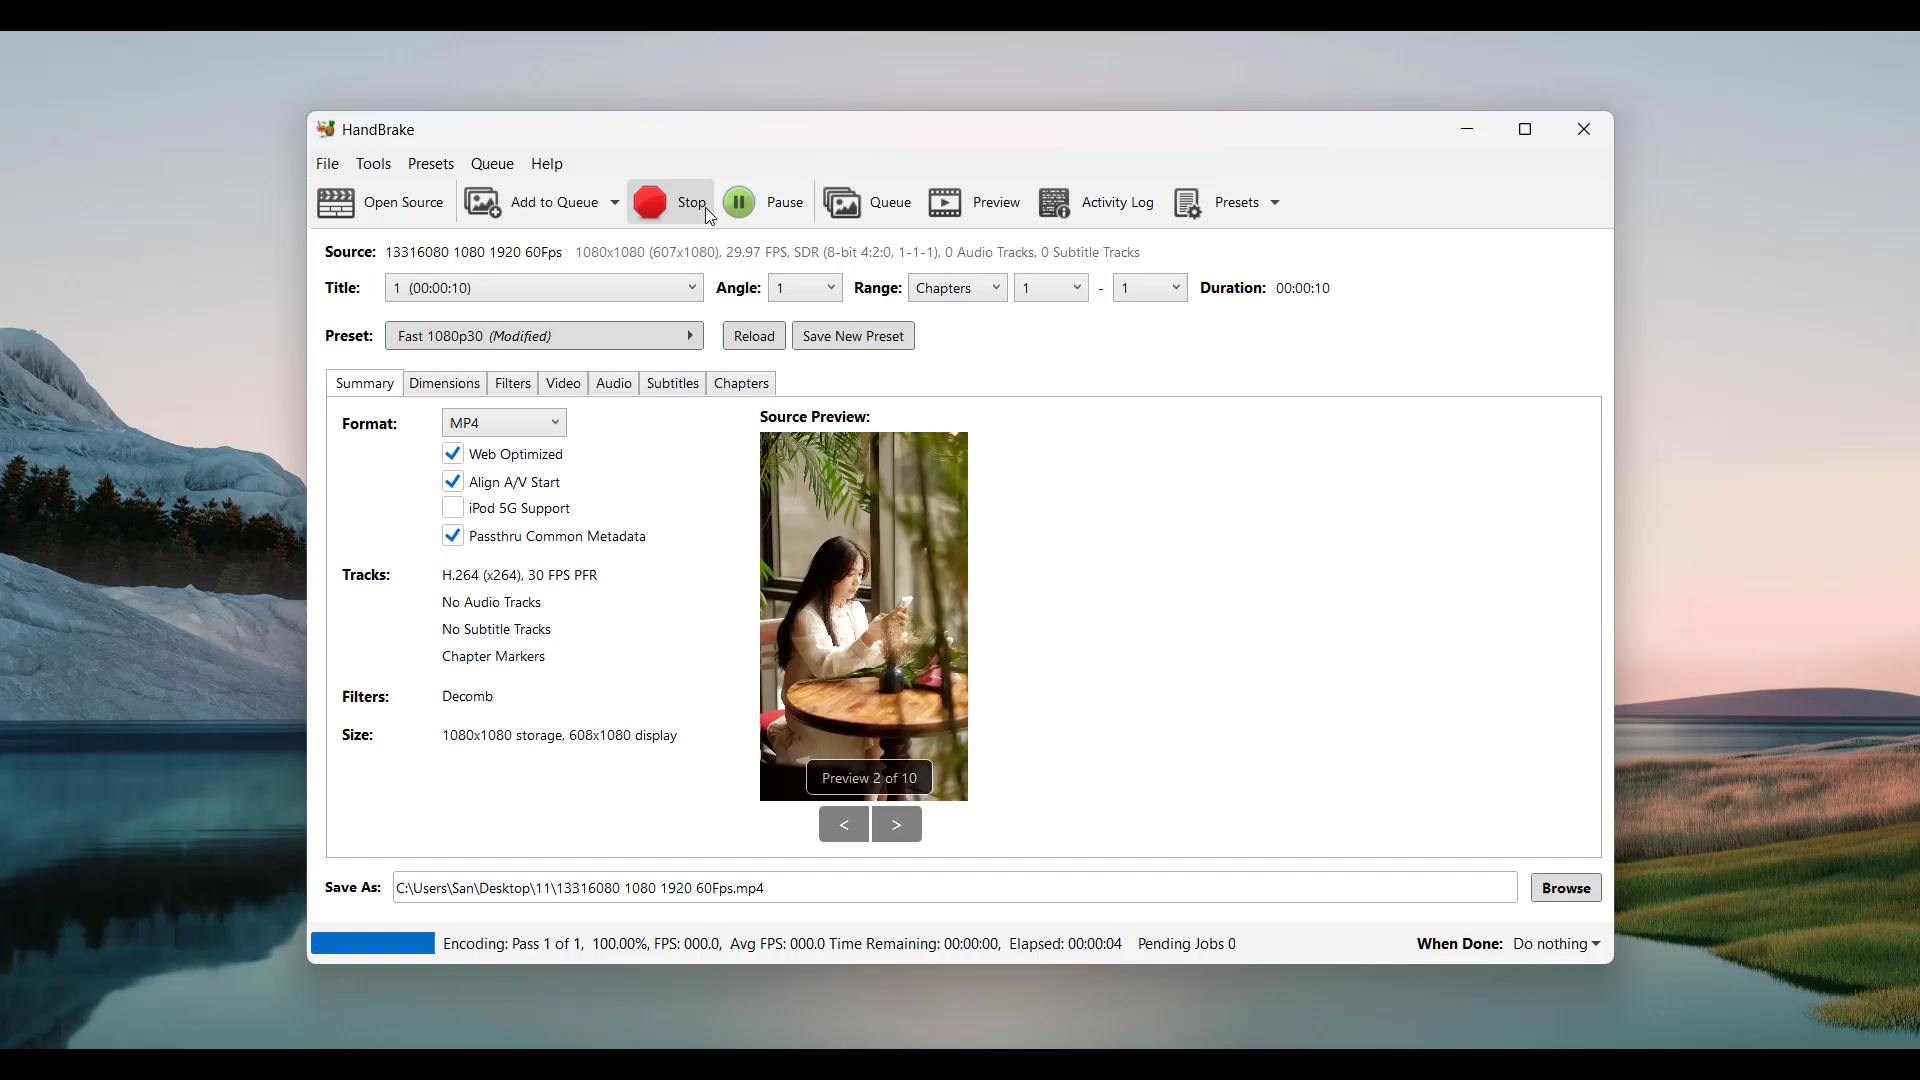 HandBrake
File Tools Presets Queue Help
Open Source Add to Queue Stop Pause Queue Preview Activity Log Presets
Source: 13316080 1080 1920 60Fps 1080x1080 (607x1080), 29.97 FPS, SDR (8-bit 4:2:0, 1-1-1), 0 Audio Tracks, 0 Subtitle Tracks
Title: 1 (00:00:10) Angle: 1 Range: Chapters 1 - 1 Duration: 00:00:10
Preset: Fast 1080p30 (Modified) Reload Save New Preset
Summary Dimensions Filters Video Audio Subtitles Chapters
Format: MP4
Web Optimized
Align A/V Start
iPod 5G Support
Passthru Common Metadata
Tracks: H.264 (x264), 30 FPS PFR
No Audio Tracks
No Subtitle Tracks
Chapter Markers
Filters: Decomb
Size: 1080x1080 storage, 608x1080 display
Source Preview:
Preview 2 of 10
< >
Save As: C:\Users\San\Desktop\11\13316080 1080 1920 60Fps.mp4 Browse
Encoding: Pass 1 of 1, 100.00%, FPS: 000.0, Avg FPS: 000.0 Time Remaining: 00:00:00, Elapsed: 00:00:04 Pending Jobs 0 When Done: Do nothing